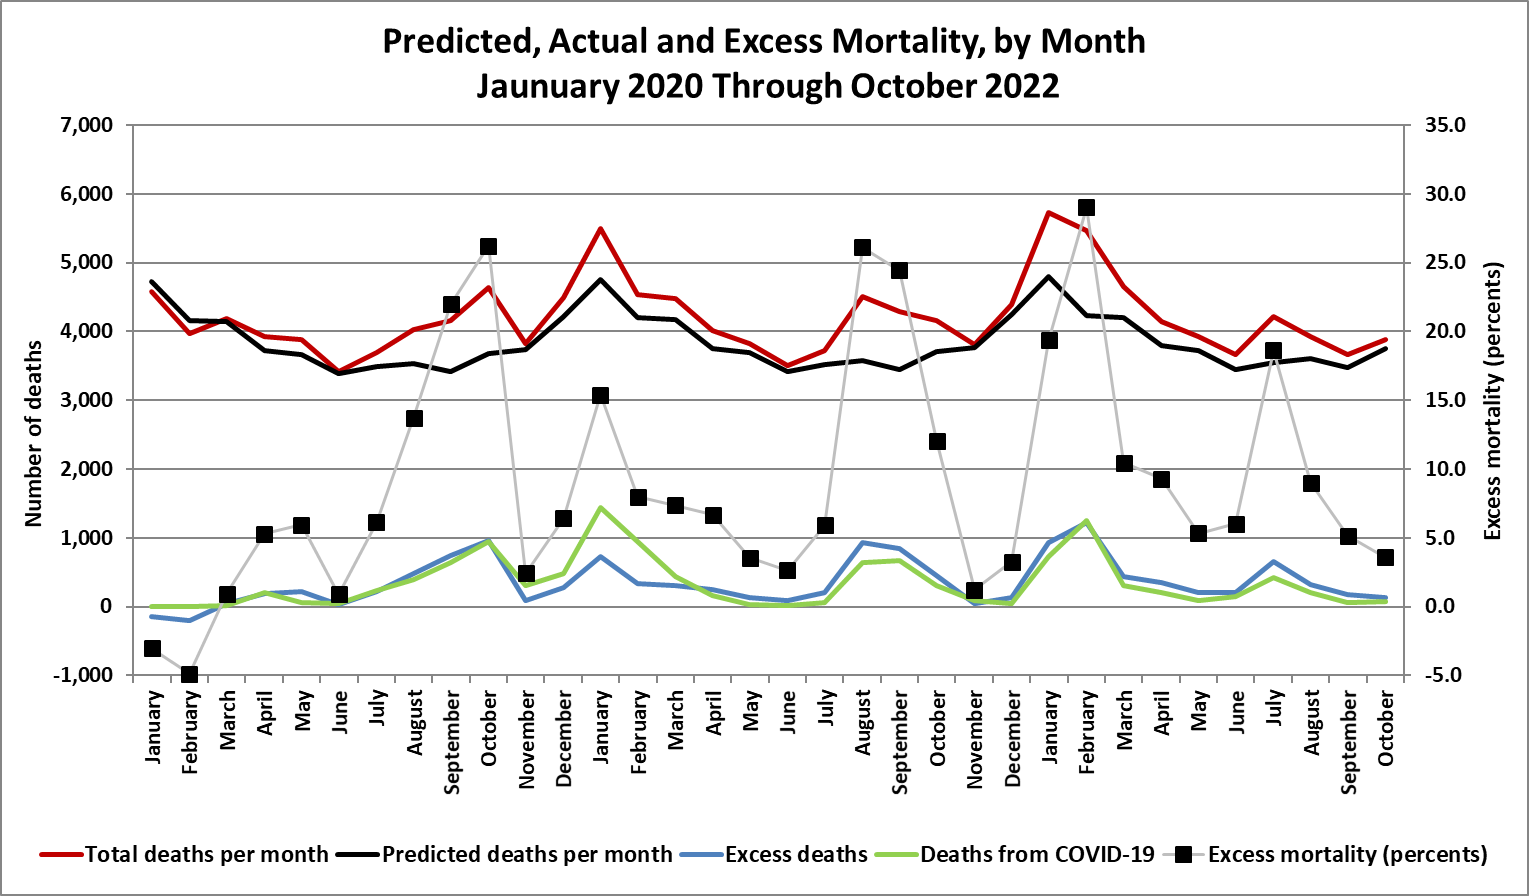 Predicted, Actual and Excess Mortality, by Month
Jaunuary 2020 Through October 2022
7,000
6,000
5,000
4,000
3,000
2,000
1,000
0
-1,000
Number of deaths
35.0
30.0
25.0
20.0
15.0
10.0
5.0
0.0
-5.0
Excess mortality (percents)
January
February
March
April
May
June
July
August
September
October
November
December
January
February
March
April
May
June
July
August
September
October
November
December
January
February
March
April
May
June
July
August
September
October
Total deaths per month
Predicted deaths per month
Excess deaths
Deaths from COVID-19
Excess mortality (percents)